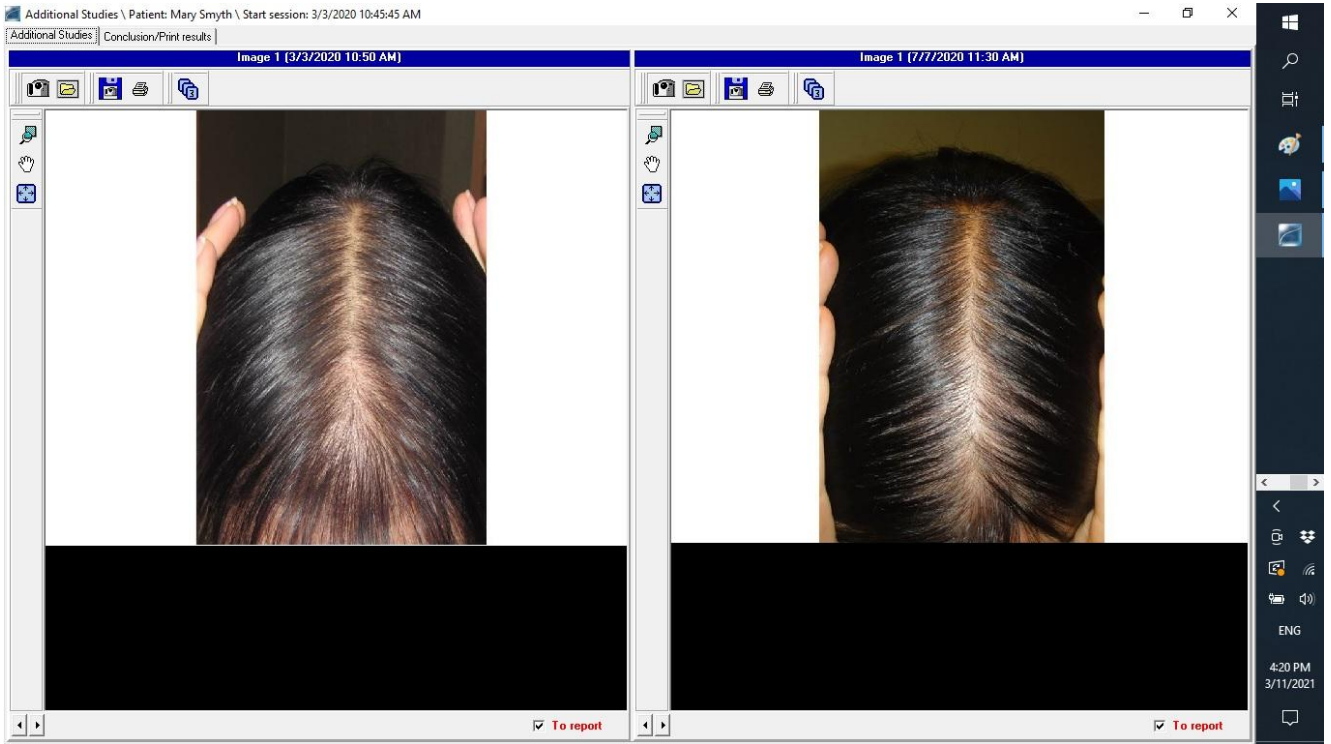 Additional Studies \ Patient: Mary Smyth \ Start session: 3/3/2020 10:45:45 AM
Additional Studies Conclusion/Print results
Image 1 (3/3/2020 10:50 AM)
Image 1 (7/7/2020 11:30 AM)
3
3
To report
To report
ENG
4:20 PM
3/11/2021